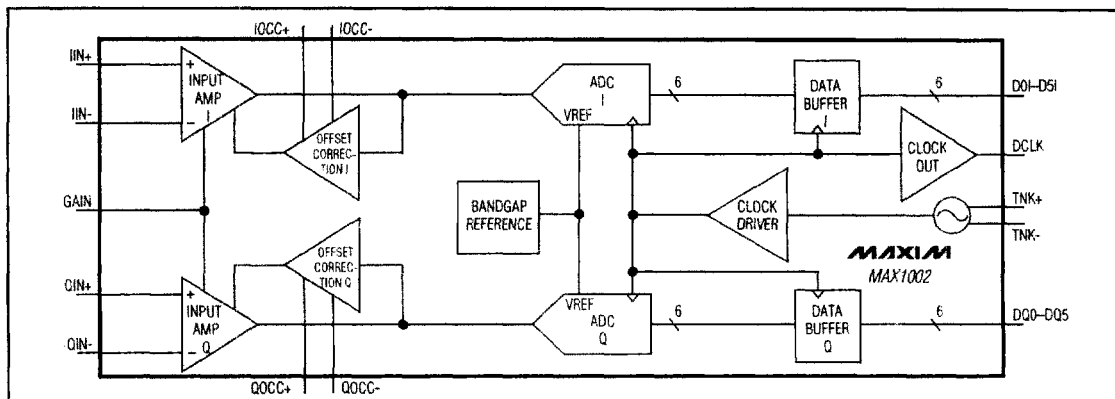 IOCC+ IOCC-
IIN+
+
INPUT
AMP
I
IIN-
−
OFFSET
CORREC-
TION I
ADC
I
VREF
6
DATA
BUFFER
I
6
D0I–D5I
CLOCK
OUT
DCLK
GAIN
BANDGAP
REFERENCE
CLOCK
DRIVER
TNK+
TNK-
MAXIM
MAX1002
OFFSET
CORREC-
TION Q
QIN+
+
INPUT
AMP
Q
QIN-
−
VREF
ADC
Q
6
DATA
BUFFER
Q
6
DQ0–DQ5
QOCC+ QOCC-